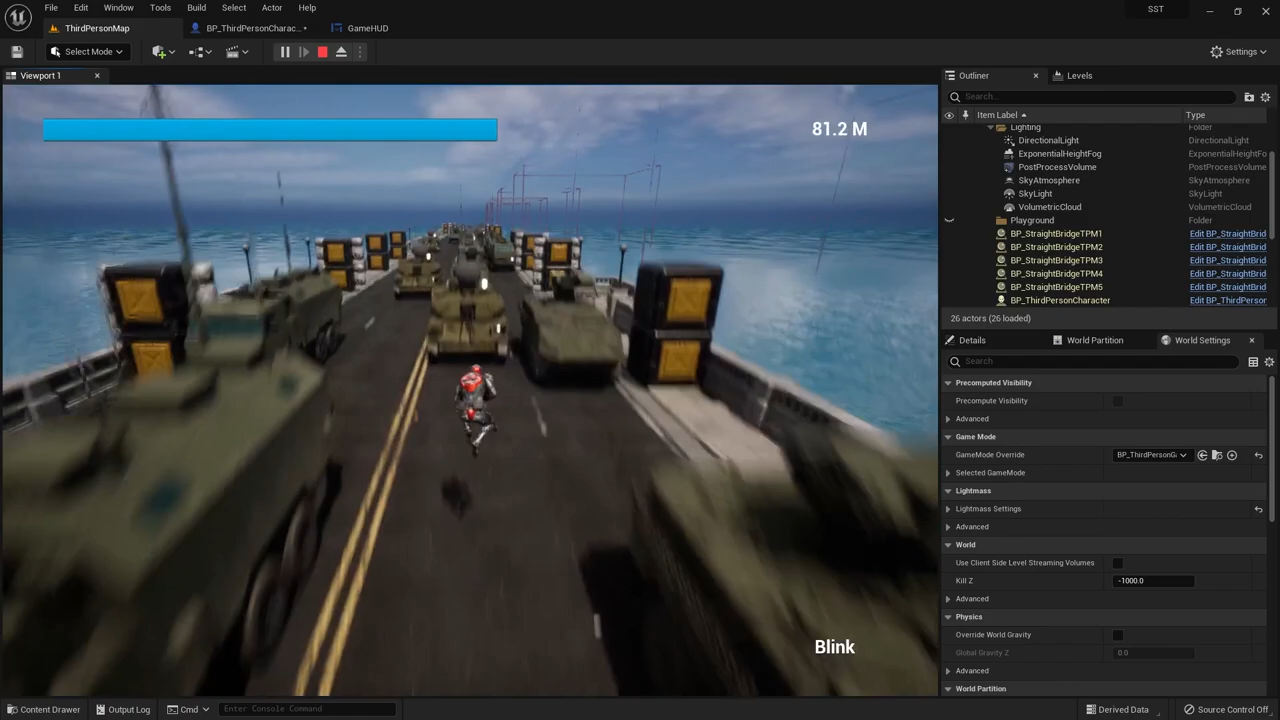 File Edit Window Tools Build Select Actor Help
SST
ThirdPersonMap BP_ThirdPersonCharac... GameHUD
Select Mode Settings
Viewport 1 Outliner Levels
Search...
Item Label Type
81.2 M
Lighting Folder
DirectionalLight DirectionalLight
ExponentialHeightFog ExponentialHeightFo
PostProcessVolume PostProcessVolume
SkyAtmosphere SkyAtmosphere
SkyLight SkyLight
VolumetricCloud VolumetricCloud
Playground Folder
BP_StraightBridgeTPM1 Edit BP_StraightBrid
BP_StraightBridgeTPM2 Edit BP_StraightBrid
BP_StraightBridgeTPM3 Edit BP_StraightBrid
BP_StraightBridgeTPM4 Edit BP_StraightBrid
BP_StraightBridgeTPM5 Edit BP_StraightBrid
BP_ThirdPersonCharacter Edit BP_ThirdPerson
26 actors (26 loaded)
Details World Partition World Settings
Search
Precomputed Visibility
Precompute Visibility
Advanced
Game Mode
GameMode Override BP_ThirdPersonG
Selected GameMode
Lightmass
Lightmass Settings
Advanced
World
Use Client Side Level Streaming Volumes
Kill Z -1000.0
Advanced
Physics
Override World Gravity
Global Gravity Z 0.0
Advanced
World Partition
Blink
Content Drawer Output Log Cmd Enter Console Command Derived Data Source Control Off